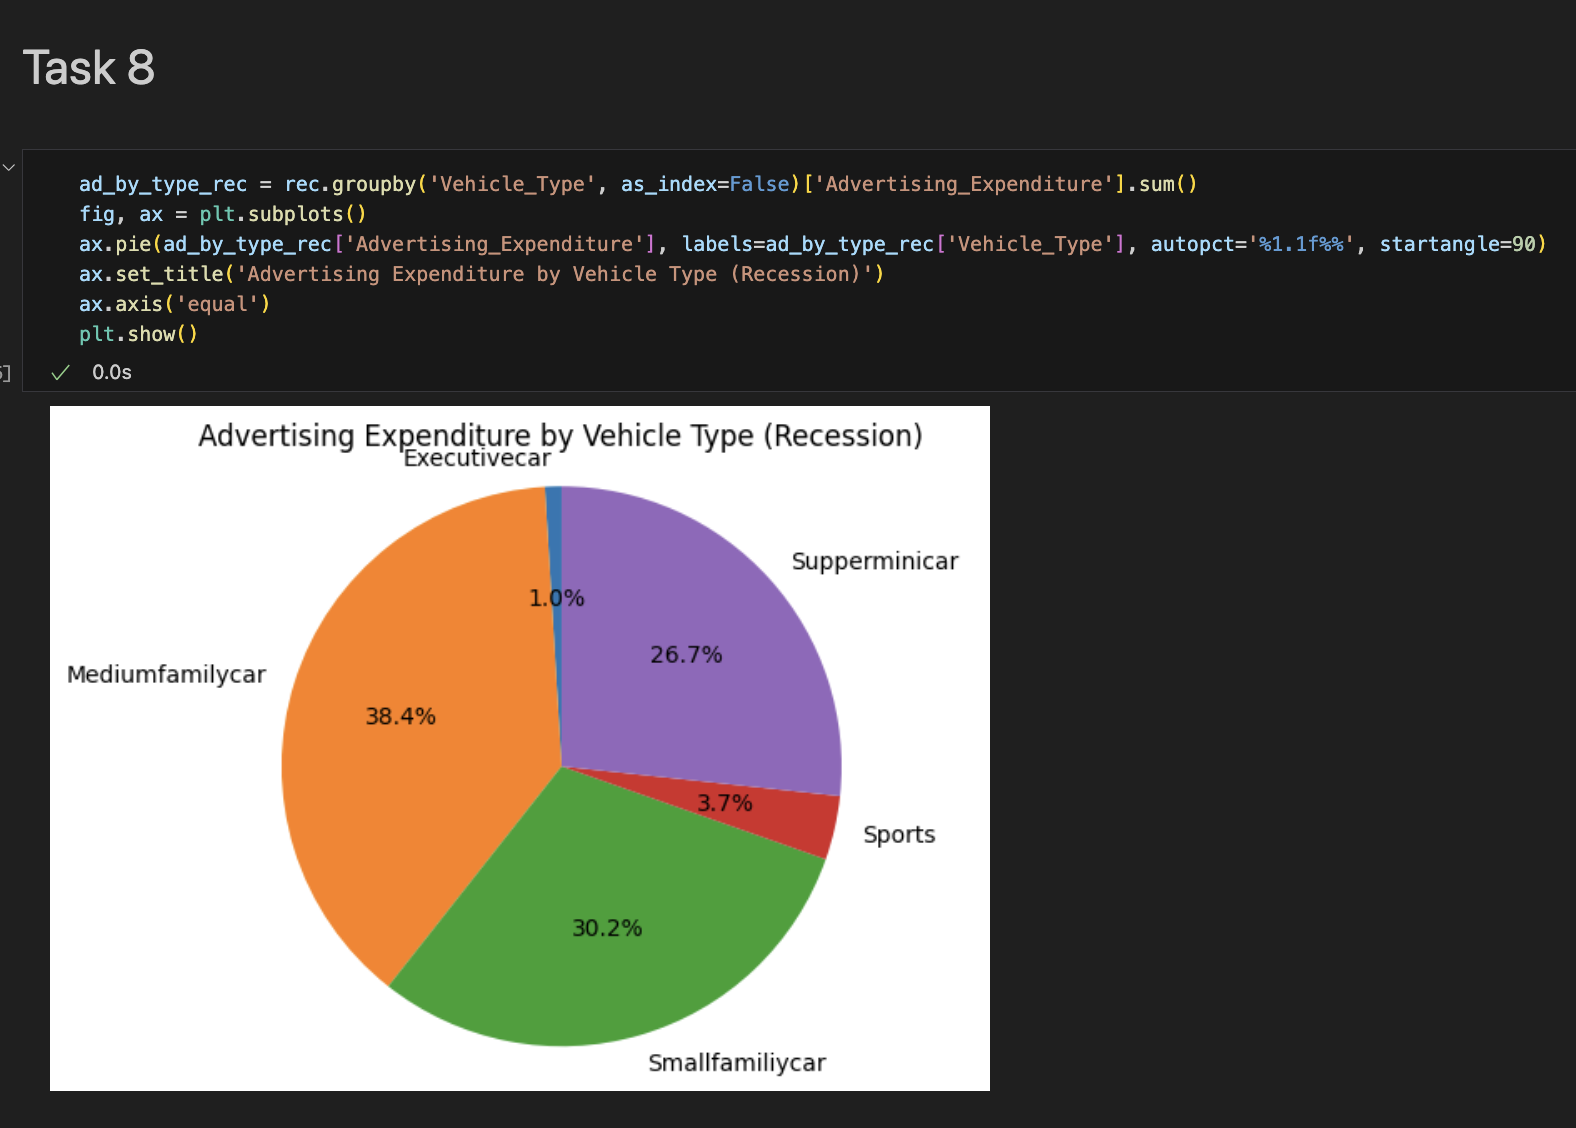 Task 8
ad_by_type_rec = rec.groupby('Vehicle_Type', as_index=False)['Advertising_Expenditure'].sum()
fig, ax = plt.subplots()
ax.pie(ad_by_type_rec['Advertising_Expenditure'], labels=ad_by_type_rec['Vehicle_Type'], autopct='%1.1f%%', startangle=90)
ax.set_title('Advertising Expenditure by Vehicle Type (Recession)')
ax.axis('equal')
plt.show()
0.0s
Advertising Expenditure by Vehicle Type (Recession)
Executivecar
Supperminicar
1.0%
26.7%
Mediumfamilycar
38.4%
3.7%
Sports
30.2%
Smallfamiliycar